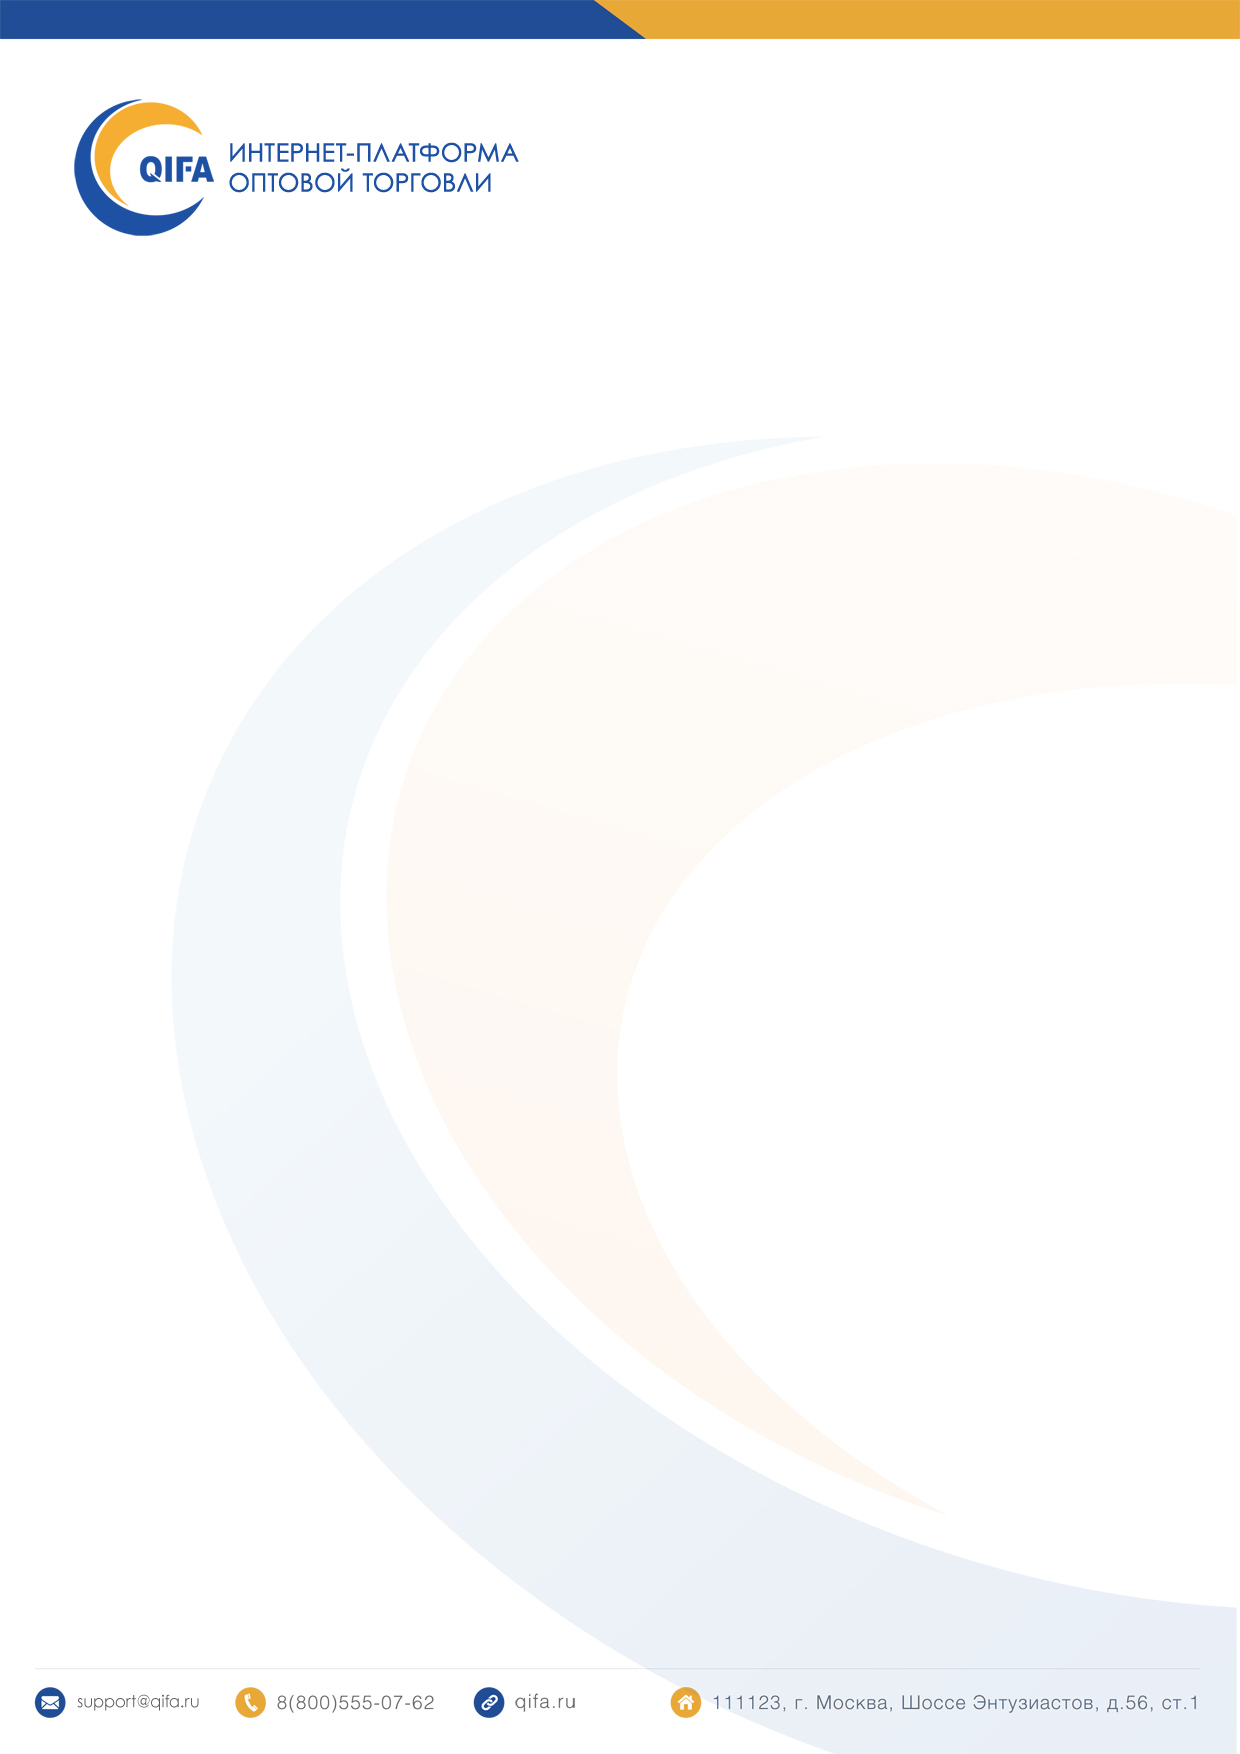 QIFA
ИНТЕРНЕТ-ПЛАТФОРМА
ОПТОВОЙ ТОРГОВЛИ
support@qifa.ru
8(800)555-07-62
qifa.ru
111123, г. Москва, Шоссе Энтузиастов, д.56, ст.1